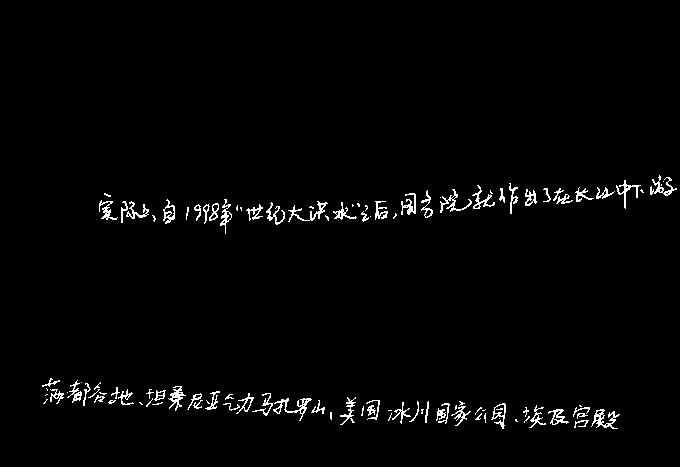 实际上,自1998年“世纪大洪水”之后,国务院就作出了在长江中下游
荷都各地、坦桑尼亚乞力马扎罗山、美国冰川国家公园、埃及宫殿